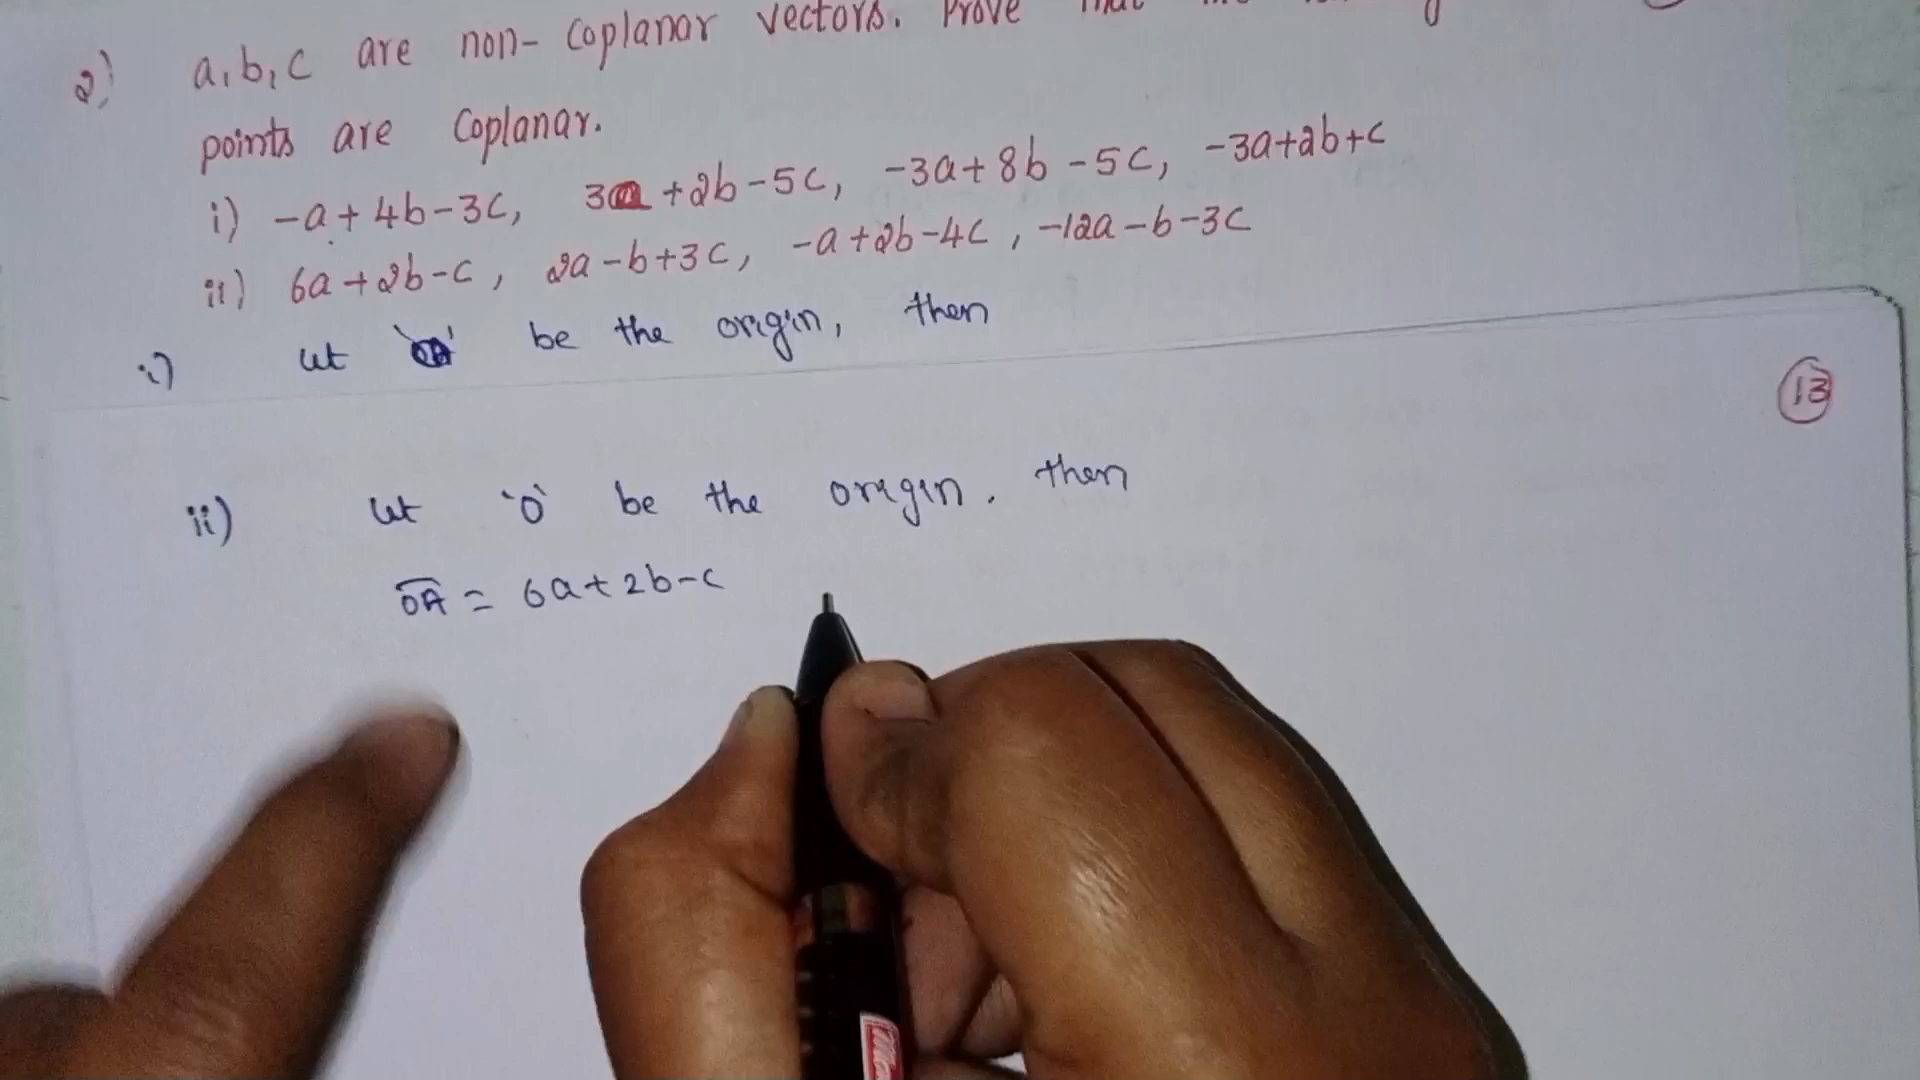 2) a, b, c are non-coplanar vectors. Prove that
points are Coplanar.
i) -a + 4b - 3c, 3a + 2b - 5c, -3a + 8b - 5c, -3a + 2b + c
ii) 6a + 2b - c, 2a - b + 3c, -a + 2b - 4c, -12a - b - 3c
i) let 'O' be the origin, then
13
ii) let 'O' be the origin. then
O̅A̅ = 6a + 2b - c